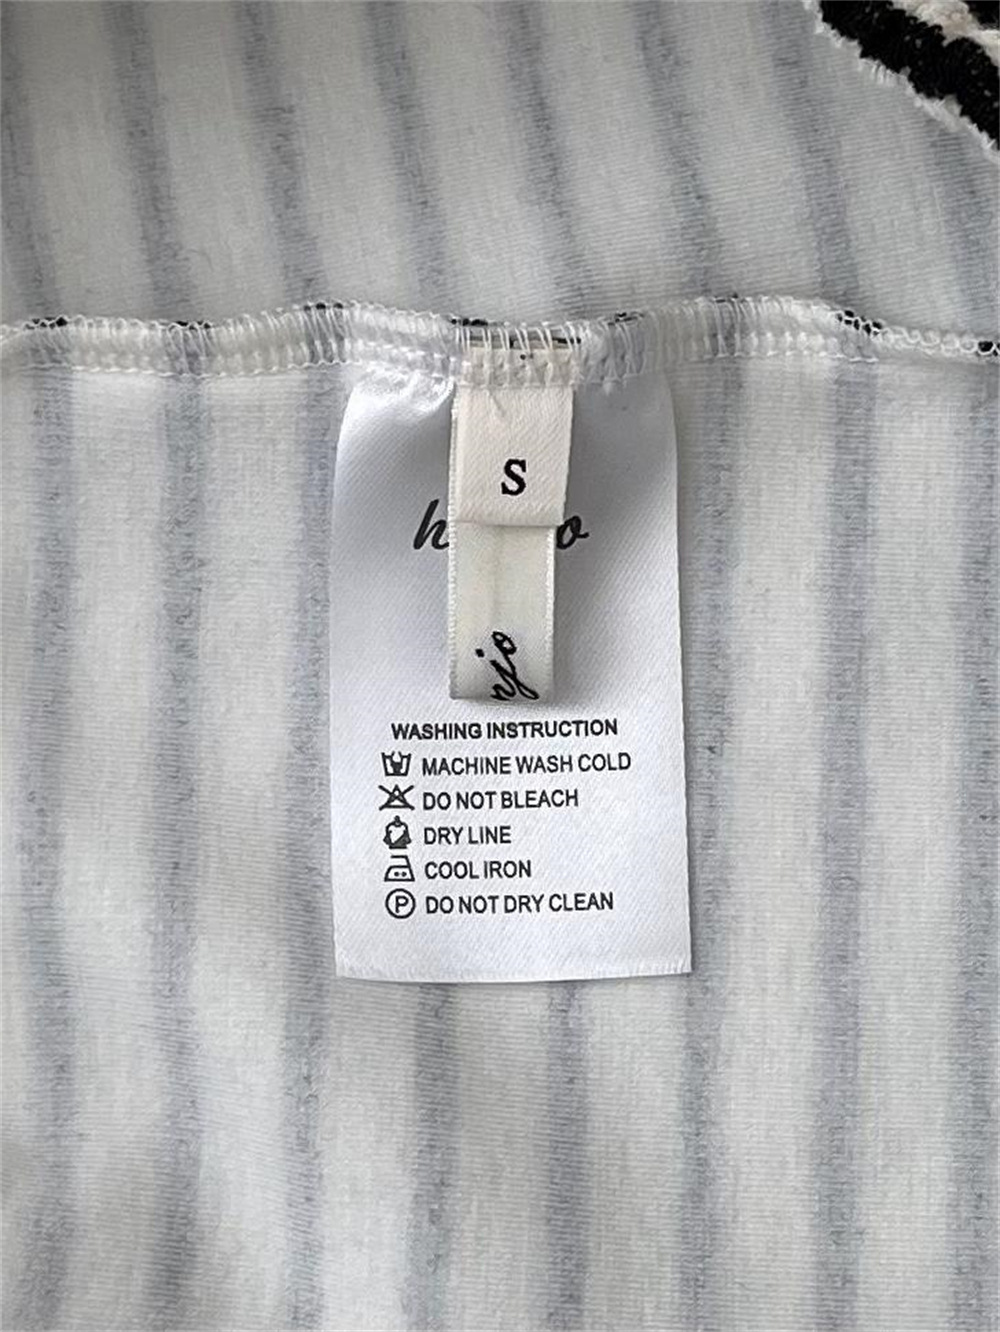 S
WASHING INSTRUCTION
MACHINE WASH COLD
DO NOT BLEACH
DRY LINE
COOL IRON
P DO NOT DRY CLEAN